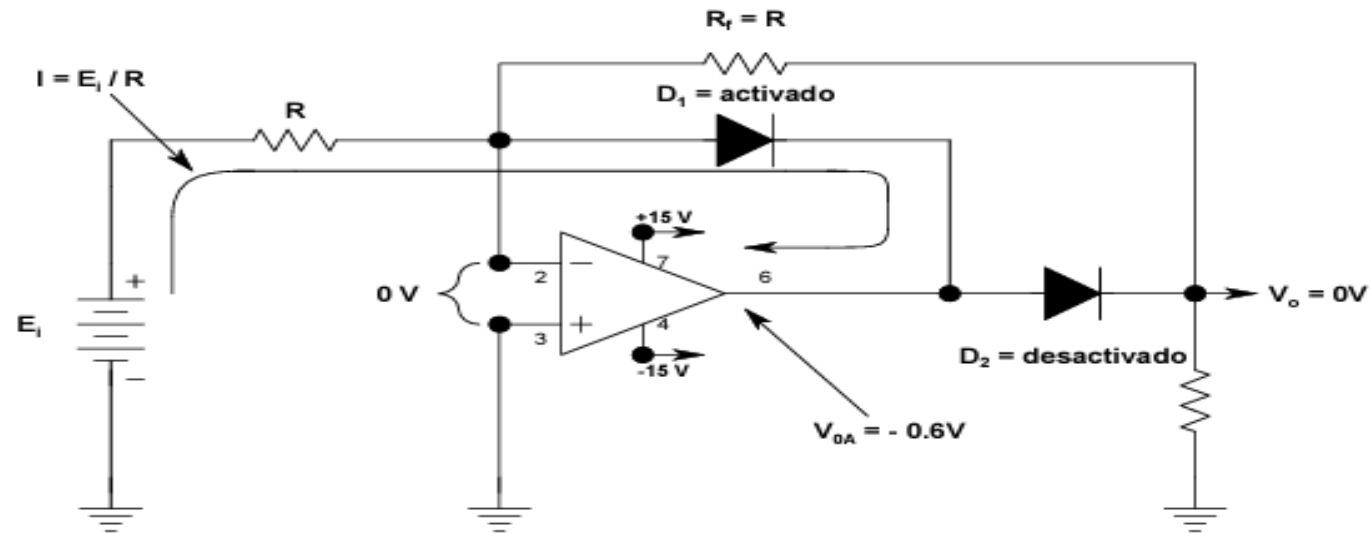 R_f = R
I = E_i / R
D_1 = activado
R
+15 V
7
+
2
−
6
0 V
V_o = 0V
E_i
3
+
4
−
-15 V
D_2 = desactivado
V_0A = - 0.6V